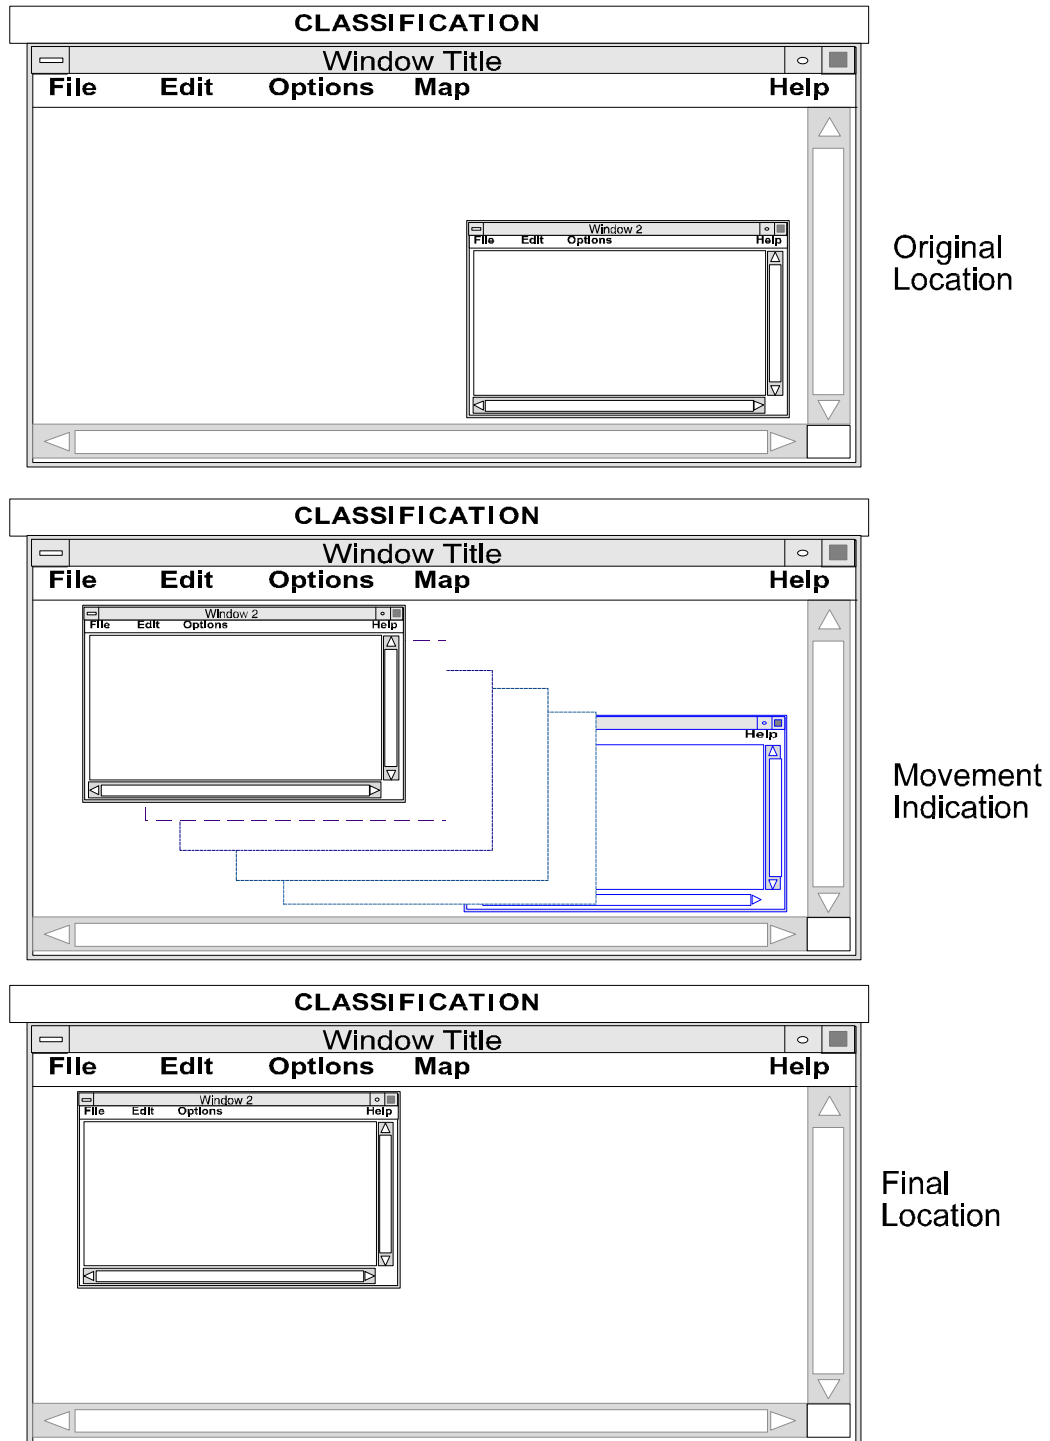 CLASSIFICATION
Window Title
File Edit Options Map Help
Window 2
File Edit Options Help
Original
Location
CLASSIFICATION
Window Title
File Edit Options Map Help
Window 2
File Edit Options Help
Help
Movement
Indication
CLASSIFICATION
Window Title
File Edit Options Map Help
Window 2
File Edit Options Help
Final
Location